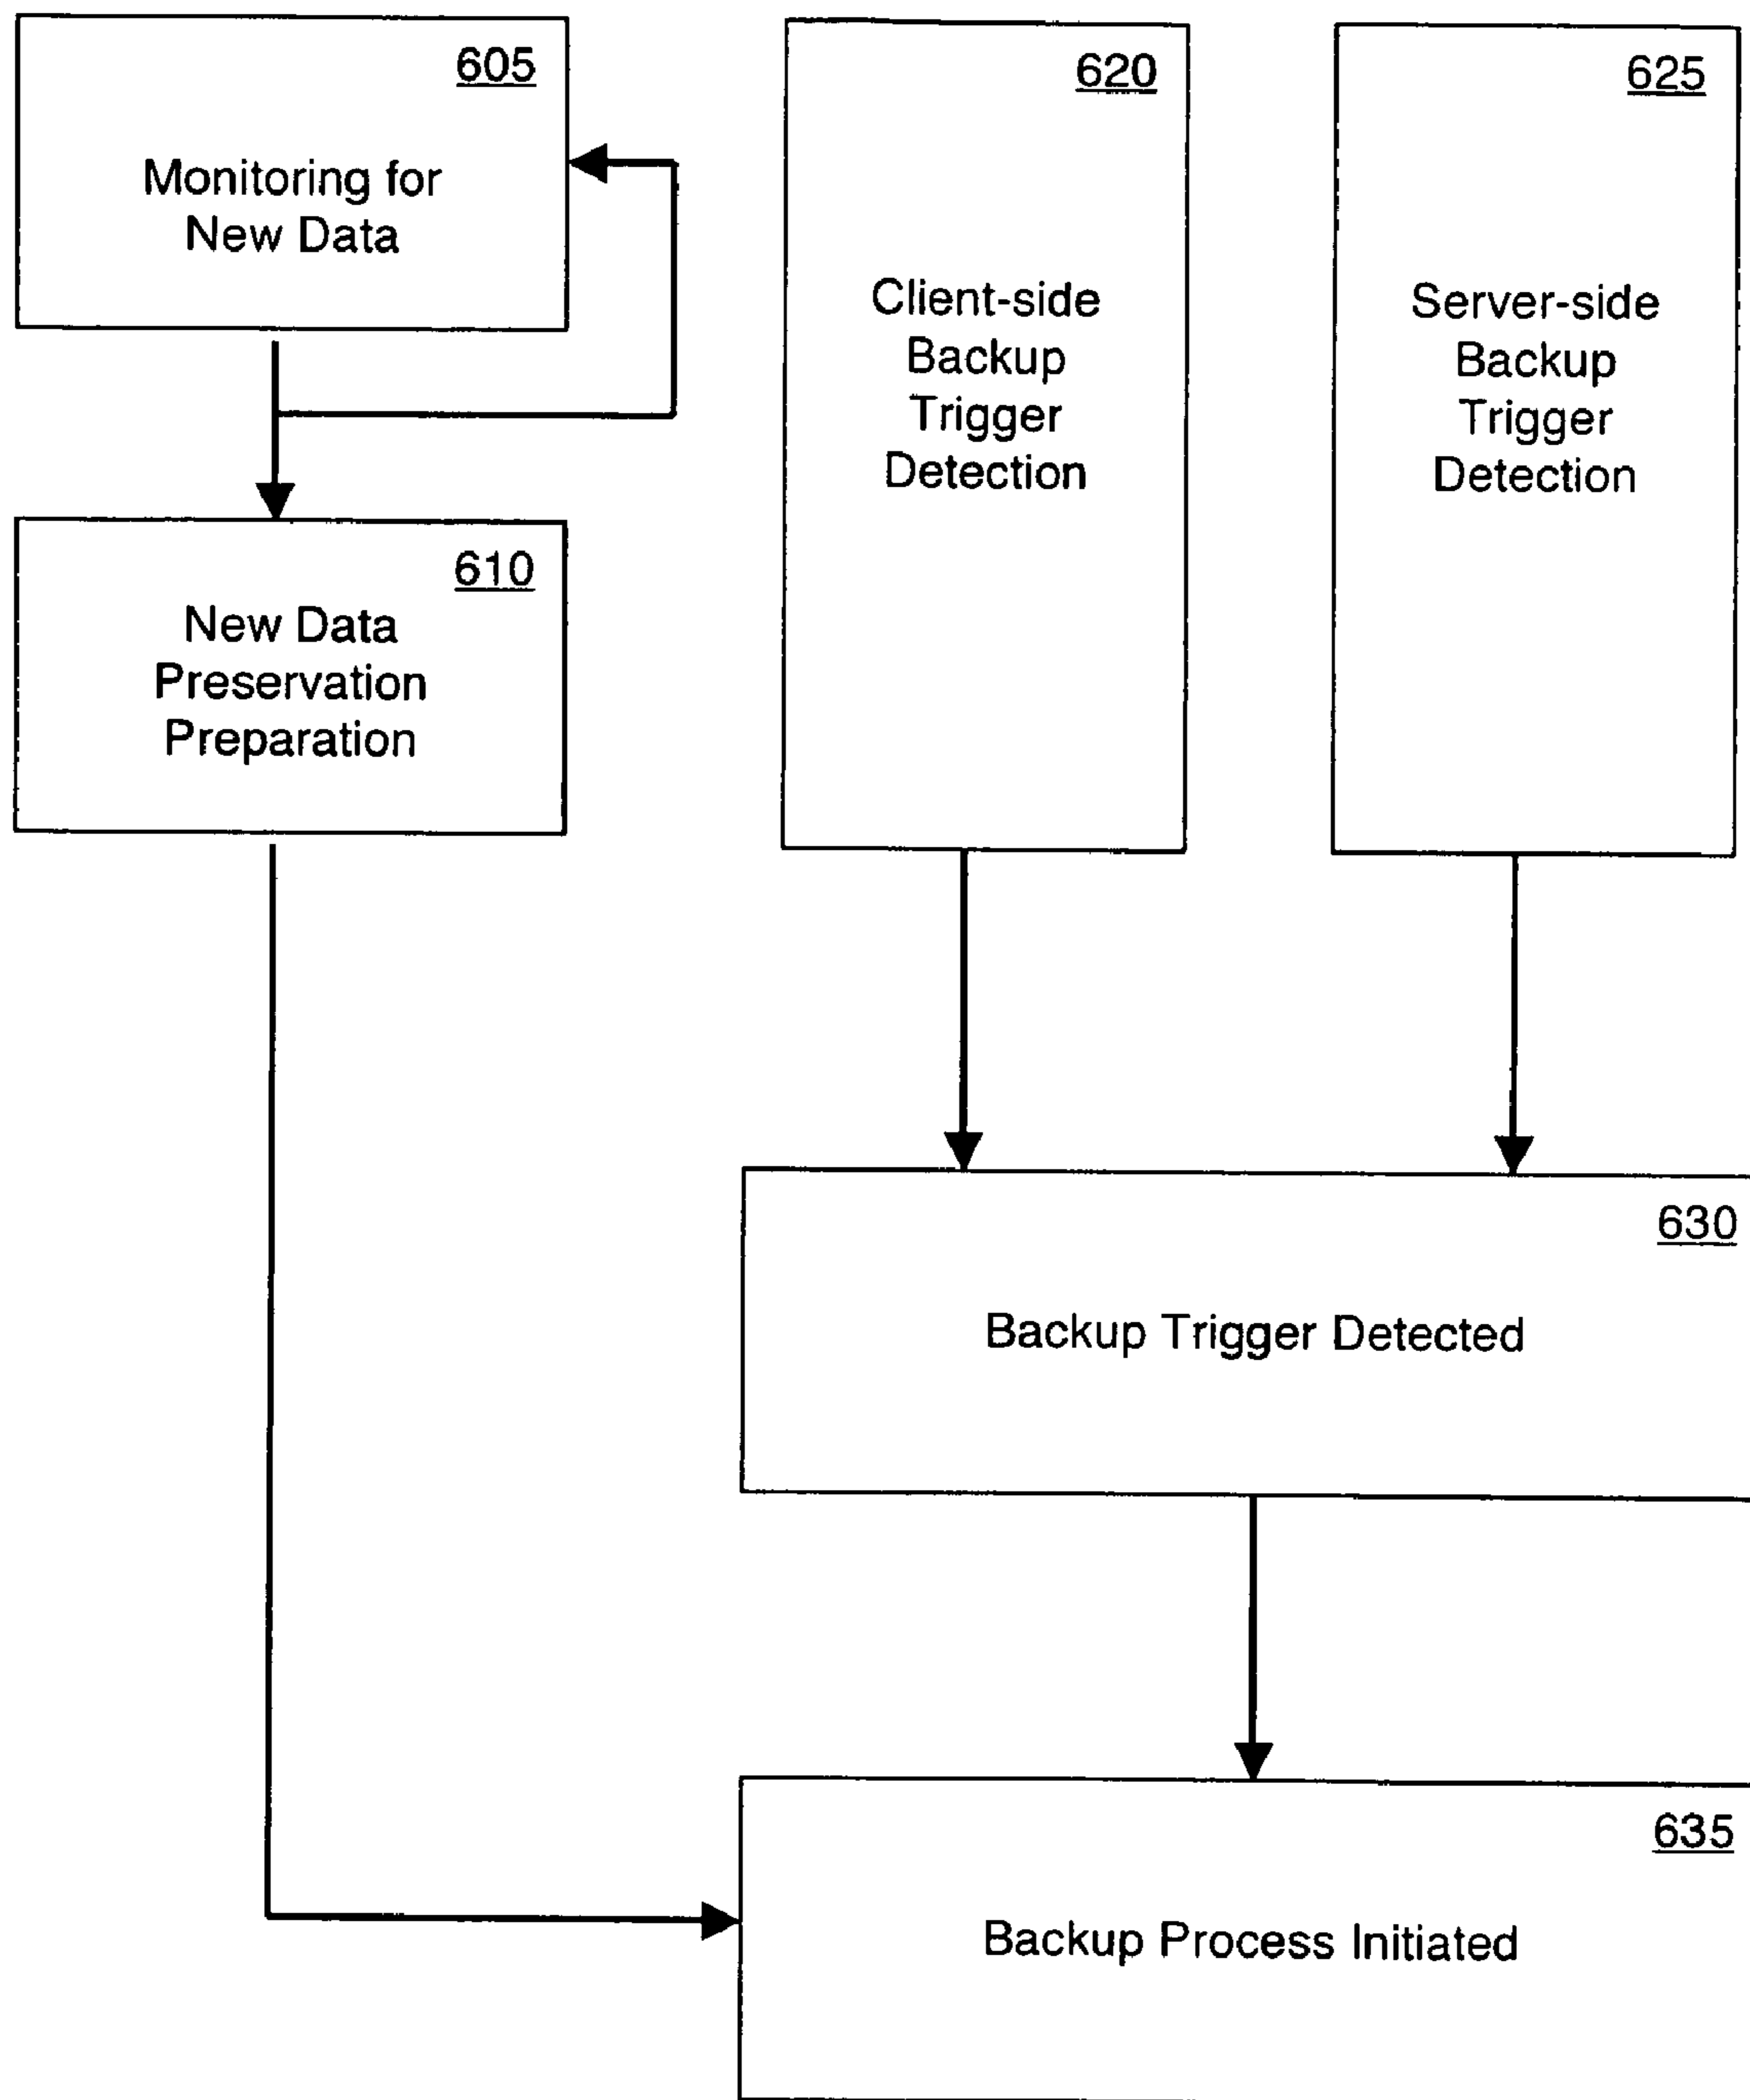 605
Monitoring for
New Data
610
New Data
Preservation
Preparation
620
Client-side
Backup
Trigger
Detection
625
Server-side
Backup
Trigger
Detection
630
Backup Trigger Detected
635
Backup Process Initiated